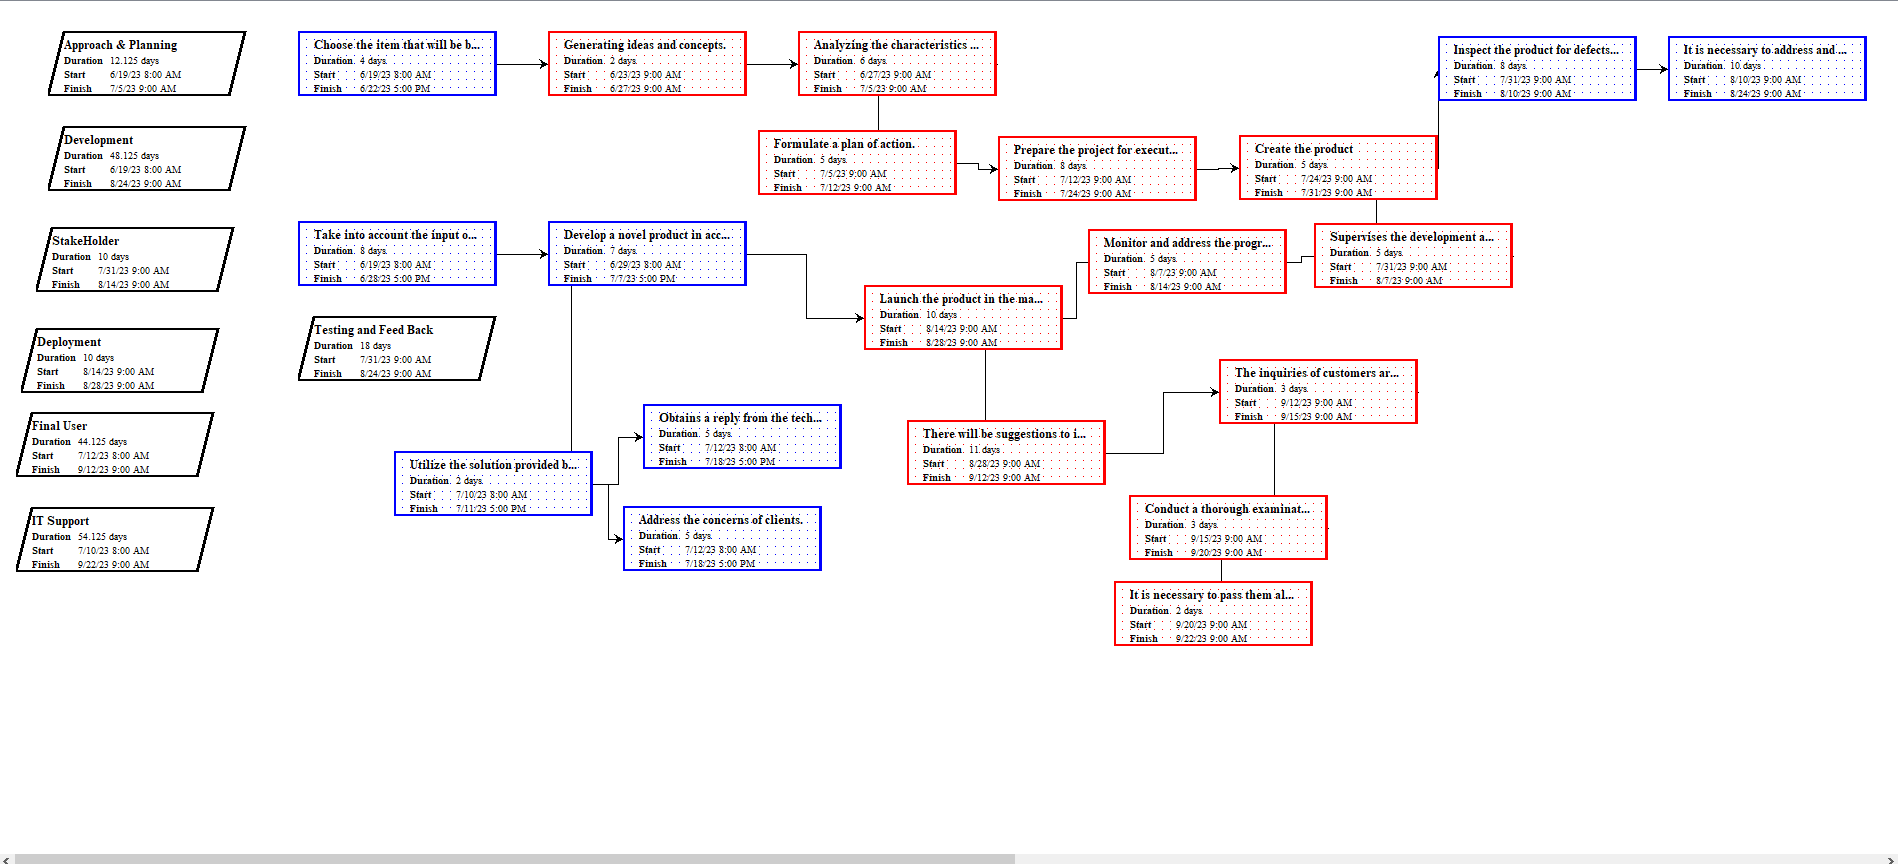 Approach & Planning
Duration 12.125 days
Start 6/19/23 8:00 AM
Finish 7/5/23 9:00 AM
Choose the item that will be b...
Duration 4 days
Start 6/19/23 8:00 AM
Finish 6/22/23 5:00 PM
Generating ideas and concepts.
Duration 2 days
Start 6/23/23 9:00 AM
Finish 6/27/23 9:00 AM
Analyzing the characteristics ...
Duration 6 days
Start 6/27/23 9:00 AM
Finish 7/5/23 9:00 AM
Inspect the product for defects...
Duration 8 days
Start 7/31/23 9:00 AM
Finish 8/10/23 9:00 AM
It is necessary to address and ...
Duration 10 days
Start 8/10/23 9:00 AM
Finish 8/24/23 9:00 AM
Development
Duration 48.125 days
Start 6/19/23 8:00 AM
Finish 8/24/23 9:00 AM
Formulate a plan of action.
Duration 5 days
Start 7/5/23 9:00 AM
Finish 7/12/23 9:00 AM
Prepare the project for execut...
Duration 8 days
Start 7/12/23 9:00 AM
Finish 7/24/23 9:00 AM
Create the product
Duration 5 days
Start 7/24/23 9:00 AM
Finish 7/31/23 9:00 AM
StakeHolder
Duration 10 days
Start 7/31/23 9:00 AM
Finish 8/14/23 9:00 AM
Take into account the input o...
Duration 8 days
Start 6/19/23 8:00 AM
Finish 6/28/23 5:00 PM
Develop a novel product in acc...
Duration 7 days
Start 6/29/23 8:00 AM
Finish 7/7/23 5:00 PM
Monitor and address the progr...
Duration 5 days
Start 8/7/23 9:00 AM
Finish 8/14/23 9:00 AM
Supervises the development a...
Duration 5 days
Start 7/31/23 9:00 AM
Finish 8/7/23 9:00 AM
Launch the product in the ma...
Duration 10 days
Start 8/14/23 9:00 AM
Finish 8/28/23 9:00 AM
Deployment
Duration 10 days
Start 8/14/23 9:00 AM
Finish 8/28/23 9:00 AM
Testing and Feed Back
Duration 18 days
Start 7/31/23 9:00 AM
Finish 8/24/23 9:00 AM
The inquiries of customers ar...
Duration 3 days
Start 9/12/23 9:00 AM
Finish 9/15/23 9:00 AM
Final User
Duration 44.125 days
Start 7/12/23 8:00 AM
Finish 9/12/23 9:00 AM
Obtains a reply from the tech...
Duration 5 days
Start 7/12/23 8:00 AM
Finish 7/18/23 5:00 PM
There will be suggestions to i...
Duration 11 days
Start 8/28/23 9:00 AM
Finish 9/12/23 9:00 AM
Utilize the solution provided b...
Duration 2 days
Start 7/10/23 8:00 AM
Finish 7/11/23 5:00 PM
IT Support
Duration 54.125 days
Start 7/10/23 8:00 AM
Finish 9/22/23 9:00 AM
Address the concerns of clients.
Duration 5 days
Start 7/12/23 8:00 AM
Finish 7/18/23 5:00 PM
Conduct a thorough examinat...
Duration 3 days
Start 9/15/23 9:00 AM
Finish 9/20/23 9:00 AM
It is necessary to pass them al...
Duration 2 days
Start 9/20/23 9:00 AM
Finish 9/22/23 9:00 AM